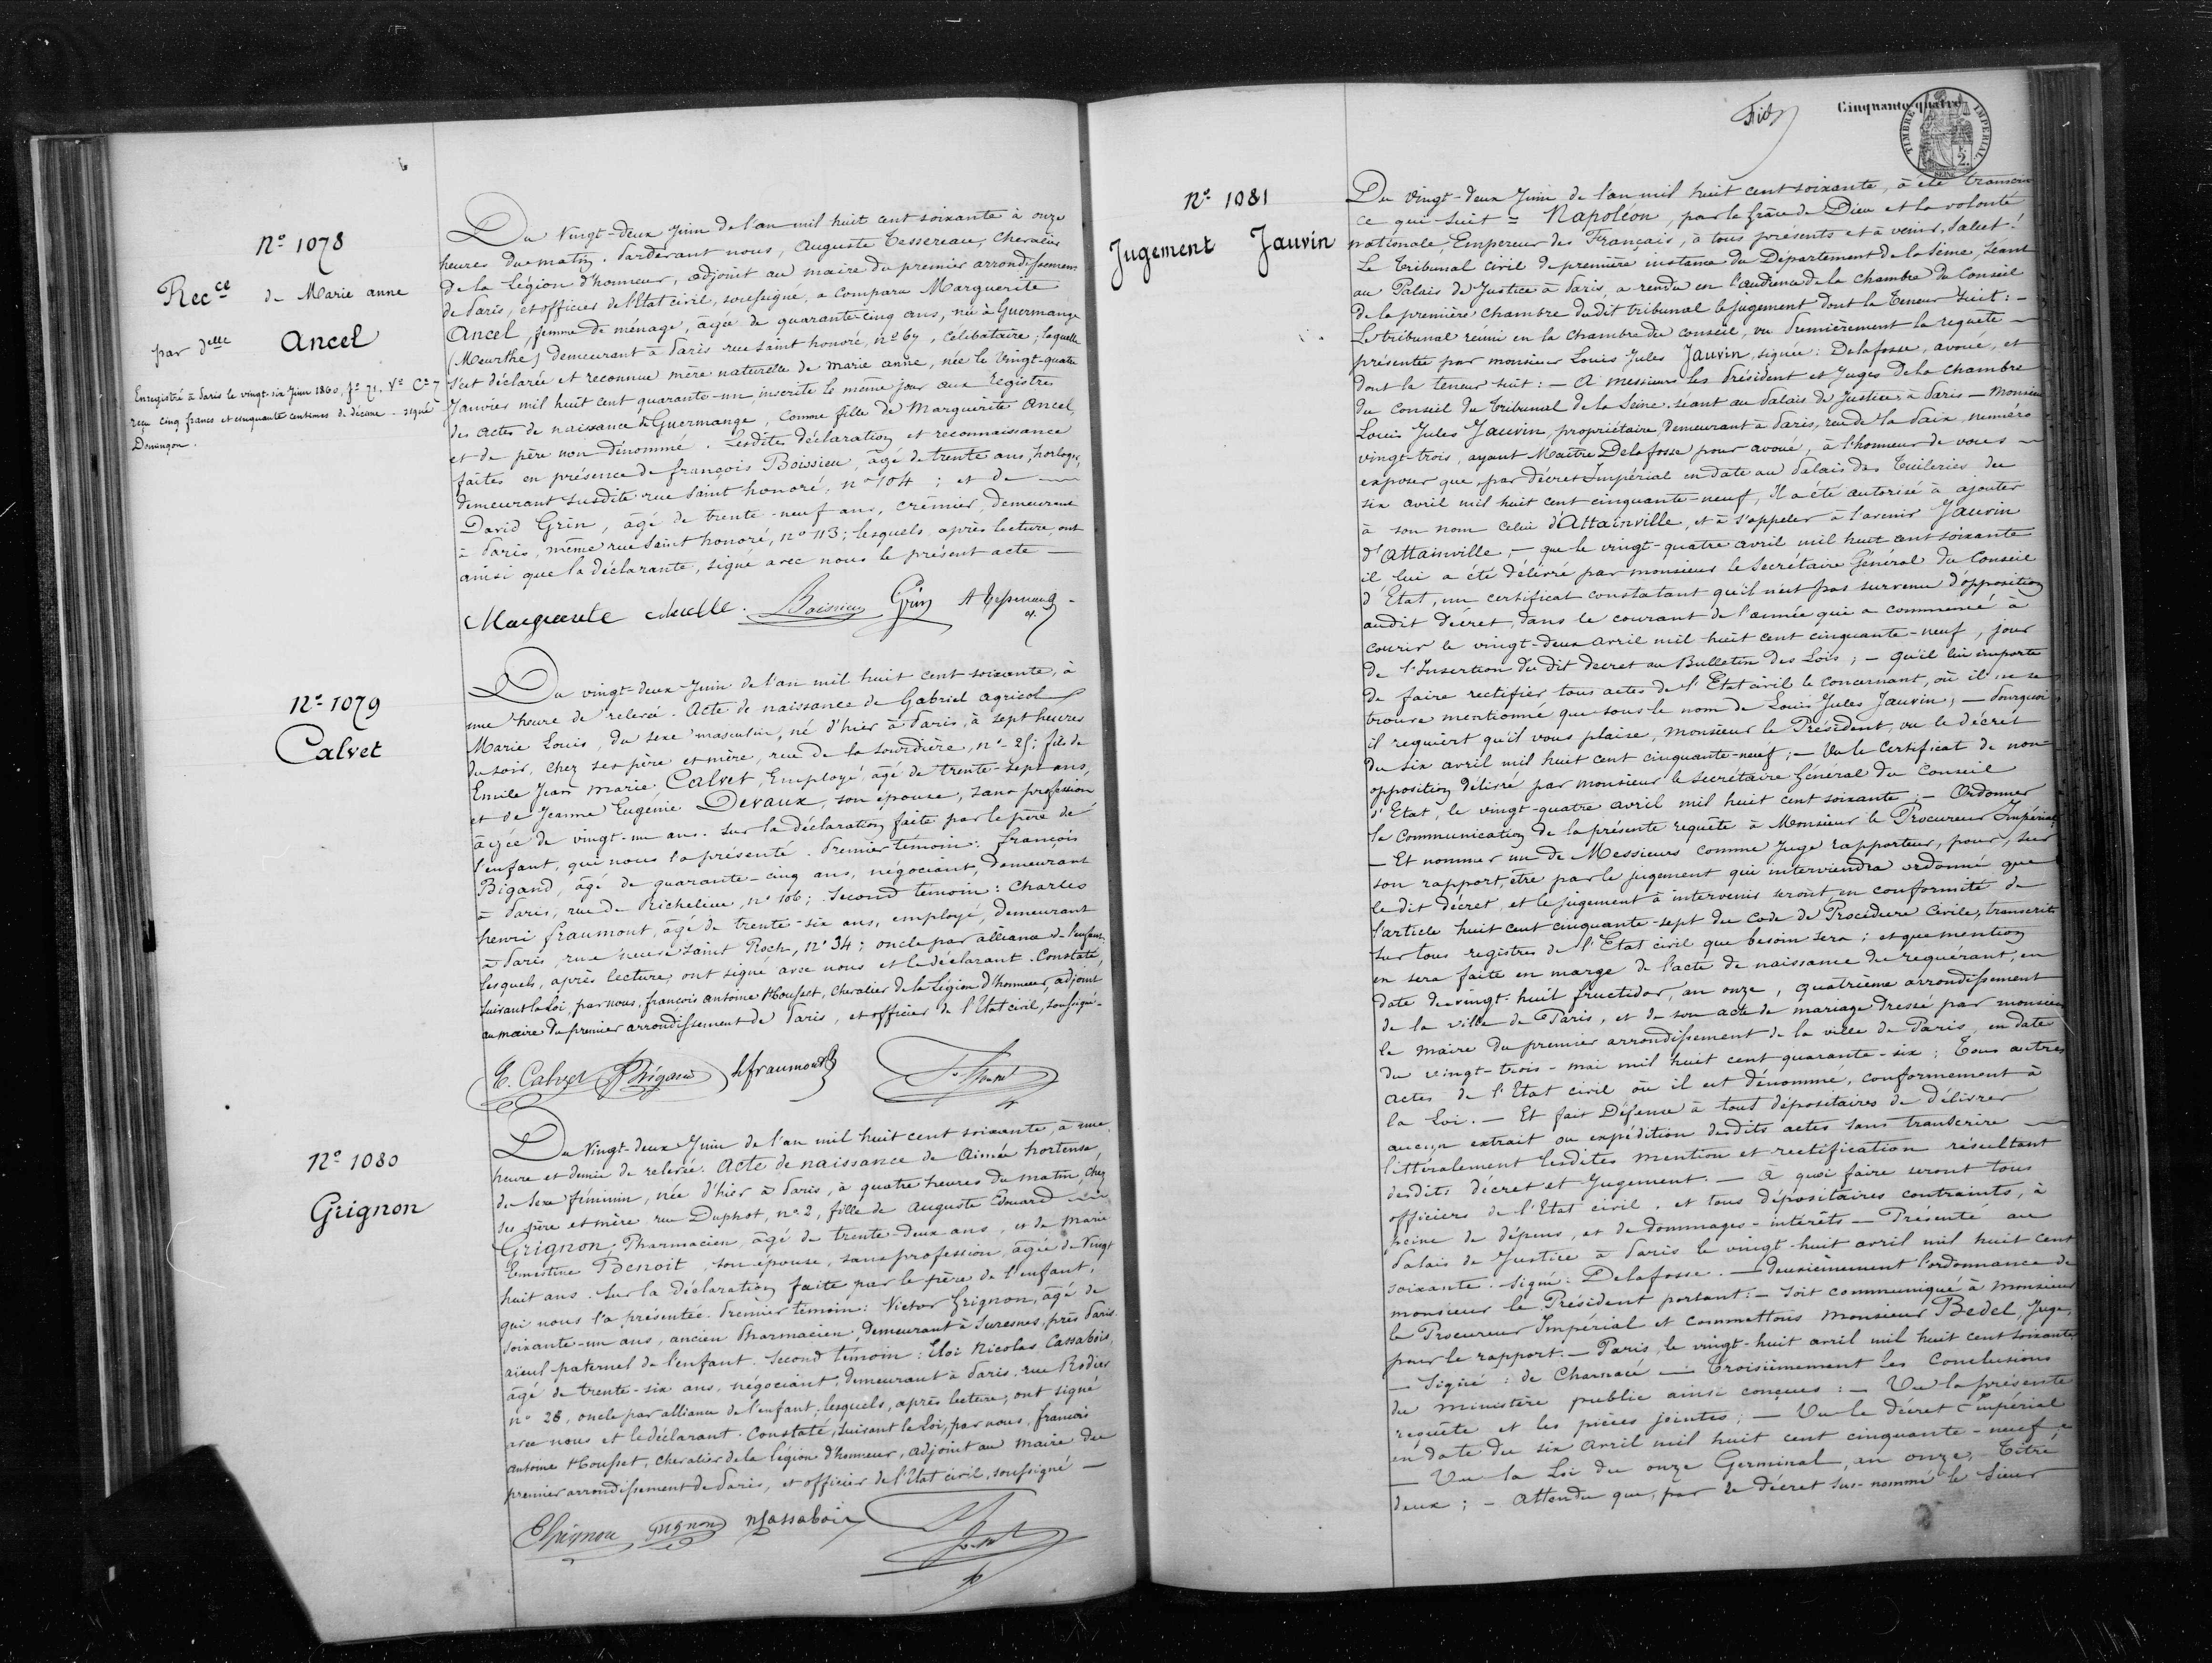 Nº 1078
Recce de Marie anne
par delle Ancel
Enregistré à Paris le vingt-six Juin 1860, fº 71, Vº Cse 7
reçu cinq francs et cinquante centimes de décime - signé
Du Vingt-deux Juin de l'an mil huit cent soixante à onze
heures du matin. Pardevant nous, Auguste Tessereau, Chevalier
de la Légion d'honneur, adjoint au maire du premier arrondissement
de Paris, et officier de l'Etat civil, soussigné, a Comparu Marguerite
Ancel, femme de ménage, âgée de quarante cinq ans, née à Guermange
(Meurthe) demeurant à Paris rue Saint honoré, nº 67, célibataire; laquelle
s'est déclarée et reconnue mère naturelle de marie anne, née le Vingt-quatre
Janvier mil huit cent quarante-un, inscrite le même jour aux Registres
des actes de naissance de Guermange, comme fille de Marguerite Ancel,
et de père non dénommé. Lesdites déclaration et reconnaissance
faites en présence de françois Boissieu, âgé de trente ans, horloger,
demeurant susdite rue Saint honoré, nº 104; et de
David Grin, âgé de trente-neuf ans, crémier, demeurant
à Paris, même rue Saint honoré, nº 113; lesquels, après lecture, ont
ainsi que la déclarante, signé avec nous le présent acte —
Boissieu Grin A Tessereau
Nº 1079
Calvet
Du vingt-deux Juin de l'an mil huit cent soixante, à
une heure de relevée. Acte de naissance de Gabriel agricol
Marie Louis, du sexe masculin, né d'hier à Paris, à sept heures
du soir, chez ses père et mère, rue de la sourdière, nº 25; fils de
Emile Jean marie Calvet, Employé, âgé de trente-sept ans,
et de Jeanne Eugénie Devaux, son épouse, sans profession
âgée de vingt-un ans. Sur la déclaration faite par le père de
l'enfant, qui nous l'a présenté. Premier témoin: françois
Bigand, âgé de quarante-cinq ans, négociant, demeurant
à Paris, rue de Richelieu, nº 106; Second témoin: Charles
henri fraumont, âgé de trente-six ans, employé, demeurant
à Paris, rue neuve Saint Roch, nº 34; oncle par alliance de l'enfant;
lesquels, après lecture, ont signé avec nous et le déclarant. Constaté,
suivant la Loi, par nous, françois antoine Housset, Chevalier de la Légion d'honneur, adjoint
au maire du premier arrondissement de Paris, et officier de l'Etat civil, soussigné-
E. Calvet Bigand hfraumont
Nº 1080
Grignon
Du Vingt-deux Juin de l'an mil huit cent soixante, à une
heure et demie de relevée. Acte de naissance de Aimée hortense
du Sexe féminin, née d'hier à Paris, à quatre heures du matin, chez
ses père et mère rue Duphot, nº 2, fille de Auguste Edouard
Grignon, Pharmacien, âgé de trente-deux ans, et de Marie
Ernestine Benoit, son épouse, sans profession, âgée de Vingt
huit ans. Sur la déclaration faite par le père de l'enfant,
qui nous l'a présentée. Premier témoin: Victor Grignon, âgé de
soixante-un ans, ancien Pharmacien, demeurant à Suresnes, près Paris
aïeul paternel de l'enfant. Second témoin: Eloi Nicolas Cassabois,
âgé de trente-six ans, négociant, demeurant à Paris, rue Rodier
nº 28, oncle par alliance de l'enfant, lesquels, après lecture, ont signé
avec nous et le déclarant. Constaté, suivant la Loi, par nous, francois
antoine Housset, chevalier de la légion d'honneur, adjoint au maire du
premier arrondissement de Paris, et officier de l'Etat civil, soussigné —
EGrignon Grignon nCassabois
Cinquante-quatre
TIMBRE IMPERIAL
2.
SEINE
Nº 1081
Jugement Jauvin
Du Vingt-deux Juin de l'an mil huit cent soixante, à été transcrit
ce qui suit = Napoléon, par la grâce de Dieu et la volonté
nationale Empereur des Francais, à tous présents et à venir, Salut!
Le Tribunal civil de première instance du Département de la Seine, séant
au Palais de Justice à Paris, a rendu en l'audience de la chambre du Conseil
de la première chambre dudit tribunal le jugement dont la teneur suit: -
Le tribunal réuni en la chambre du conseil, vu Premièrement la requête —
présentée par monsieur Louis Jules Jauvin, signée: Delafosse, avoué, et
dont la teneur suit: — A messieurs les Président et Juges de la chambre
du Conseil du tribunal de la Seine, séant au Palais de Justice à Paris — Monsieur
Louis Jules Jauvin, propriétaire, demeurant à Paris, rue de la Paix, numéro
vingt-trois, ayant Maitre Delafosse pour avoué, à l'honneur de vous —
exposer que, par décret Impérial en date au Palais des Tuileries du
six avril mil huit cent cinquante-neuf, Il a été autorisé à ajouter
à son nom celui d'Attainville, et à s'appeler à l'avenir Jauvin
d'Attainville; — que le vingt-quatre avril mil huit cent soixante
il lui a été délivré par monsieur le Secrétaire Général du Conseil
d'Etat, un certificat constatant qu'il n'est pas survenu d'opposition
audit décret, dans le courant de l'année qui a commencé à
courir le vingt-deux avril mil huit cent cinquante-neuf, jour
de l'Insertion du dit decret au Bulletin des Lois; — Qu'il lui importe
de faire rectifier tous actes de l'Etat civil le concernant, où il ne se
trouve mentionné que sous le nom de Louis Jules Jauvin; — Pourquoi
il requiert qu'il vous plaise, Monsieur le Président, vu le décret
du six avril mil huit cent cinquante-neuf; — Vu le Certificat de non
opposition délivré par monsieur le Secrétaire Général du Conseil
d'Etat, le vingt-quatre avril mil huit cent soixante; — Ordonner
la Communication de la présente requête à Monsieur le Procureur Impérial
— Et nommer un de Messieurs comme Juge rapporteur, pour, sur
son rapport, être par le jugement qui interviendra ordonné que
le dit décret, et le jugement à intervenir seront en conformité de
l'article huit cent cinquante-sept du Code de Procédure Civile, transcrits
sur tous registres de l'Etat civil que besoin sera; et que mention
en sera faite en marge de l'acte de naissance du requérant, en
date du vingt-huit fructidor, an onze, quatrième arrondissement
de la ville de Paris, et de son acte de mariage dressé par monsieur
le maire du premier arrondissement de la ville de Paris, en date
du vingt-trois-mai mil huit cent quarante-six; Tous autres
actes de l'Etat civil où il est dénommé, conformement à
la Loi. — Et fait Défense à tous dépositaires de délivrer
aucun extrait ou expédition desdits actes sans transcrire —
littéralement lesdites mention et rectification résultant
desdits décret et Jugement. — A quoi faire seront tous
officiers de l'Etat civil, et tous dépositaires contraints, à
peine de dépens, et de dommages-intérêts — Présenté au
Palais de Justice à Paris le vingt-huit avril mil huit cent
soixante. Signé: Delafosse. — Deuxièmement l'ordonnance de
monsieur le Président portant: — Soit communiqué à monsieur
le Procureur Impérial et commettons monsieur Bedel, Juge,
pour le rapport. — Paris, le vingt-huit avril mil huit cent soixante
— Signé: de Charnacé — Troisièmement les Conclusions
du ministère public ainsi conçues: — Vu la présente
requête et les pièces jointes; — Vu le Décret impérial
en date du six avril mil huit cent cinquante-neuf
— Vu la Loi du onze Germinal, an onze, Titre
deux; — Attendu que, par le décret sus-nommé le Sieur